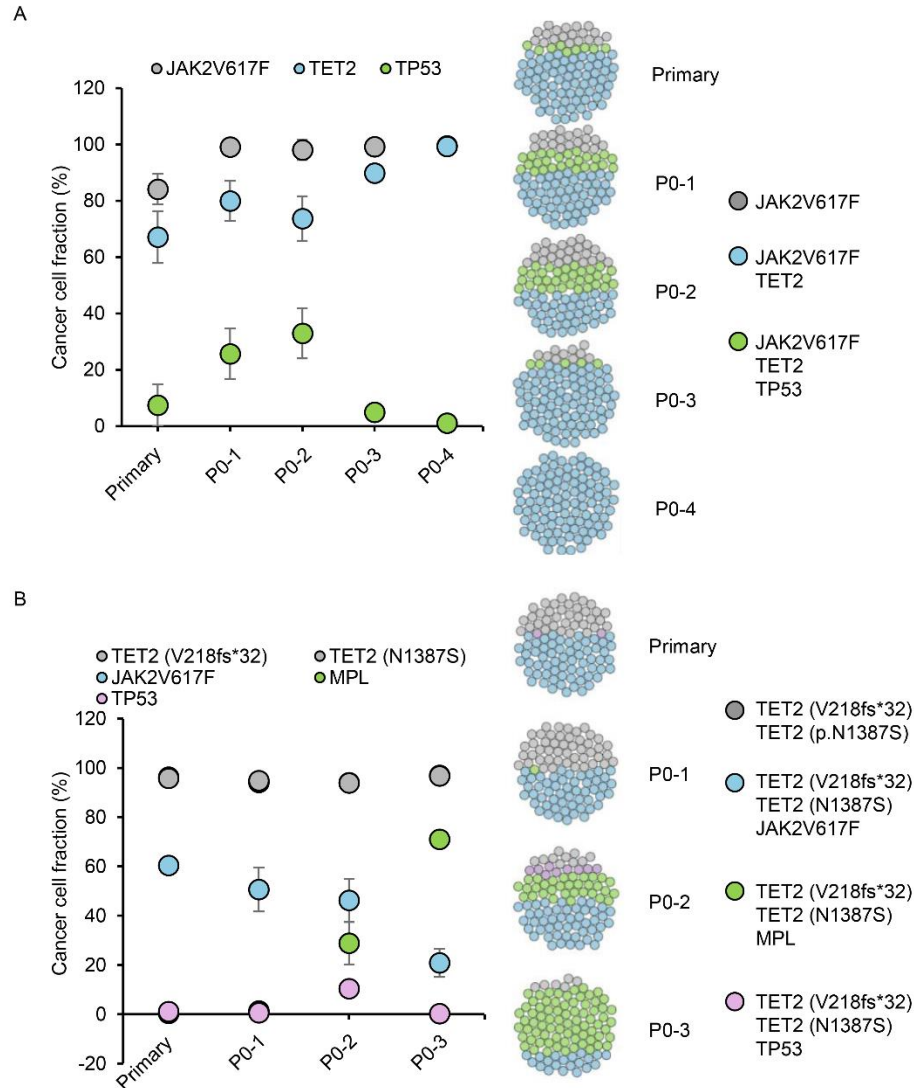 A
JAK2V617F TET2 TP53
Cancer cell fraction (%)
120
100
80
60
40
20
0
Primary
P0-1
P0-2
P0-3
P0-4
Primary
P0-1
P0-2
P0-3
P0-4
JAK2V617F
JAK2V617F
TET2
JAK2V617F
TET2
TP53
B
TET2 (V218fs*32) TET2 (N1387S)
JAK2V617F MPL
TP53
Cancer cell fraction (%)
120
100
80
60
40
20
0
-20
Primary
P0-1
P0-2
P0-3
Primary
P0-1
P0-2
P0-3
TET2 (V218fs*32)
TET2 (p.N1387S)
TET2 (V218fs*32)
TET2 (N1387S)
JAK2V617F
TET2 (V218fs*32)
TET2 (N1387S)
MPL
TET2 (V218fs*32)
TET2 (N1387S)
TP53